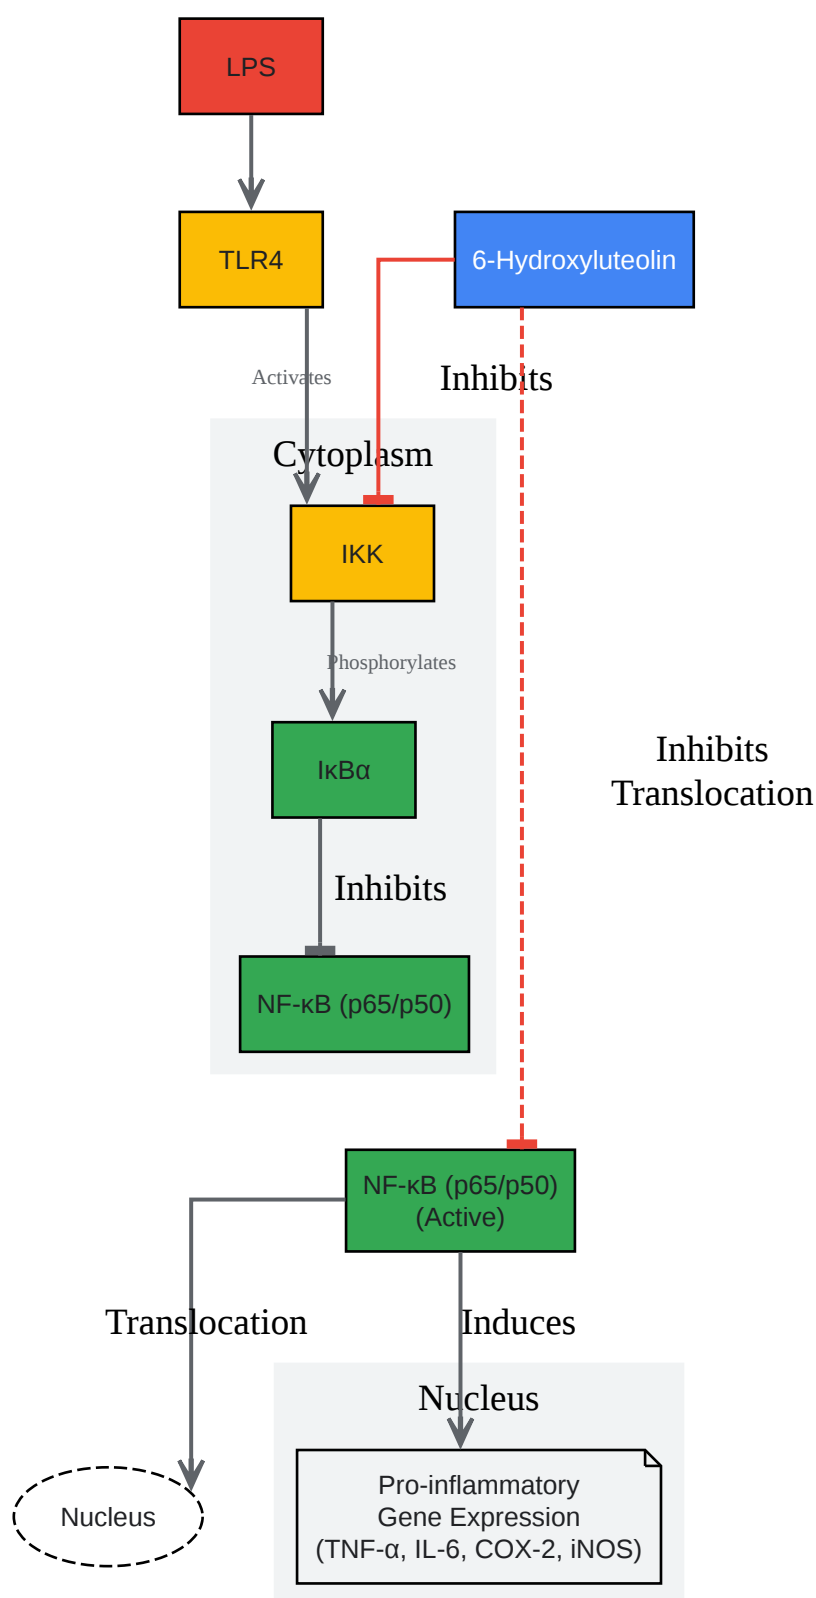 LPS
TLR4
6-Hydroxyluteolin
Activates
Inhibits
Cytoplasm
IKK
Phosphorylates
Inhibits
Translocation
IκBα
Inhibits
NF-κB (p65/p50)
NF-κB (p65/p50)
(Active)
Translocation
Induces
Nucleus
Pro-inflammatory
Gene Expression
(TNF-α, IL-6, COX-2, iNOS)
Nucleus